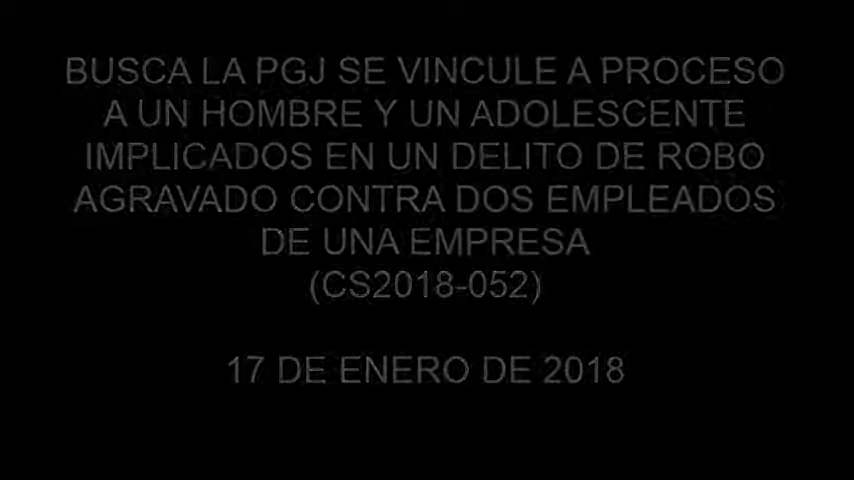 BUSCA LA PGJ SE VINCULE A PROCESO
A UN HOMBRE Y UN ADOLESCENTE
IMPLICADOS EN UN DELITO DE ROBO
AGRAVADO CONTRA DOS EMPLEADOS
DE UNA EMPRESA
(CS2018-052)
17 DE ENERO DE 2018